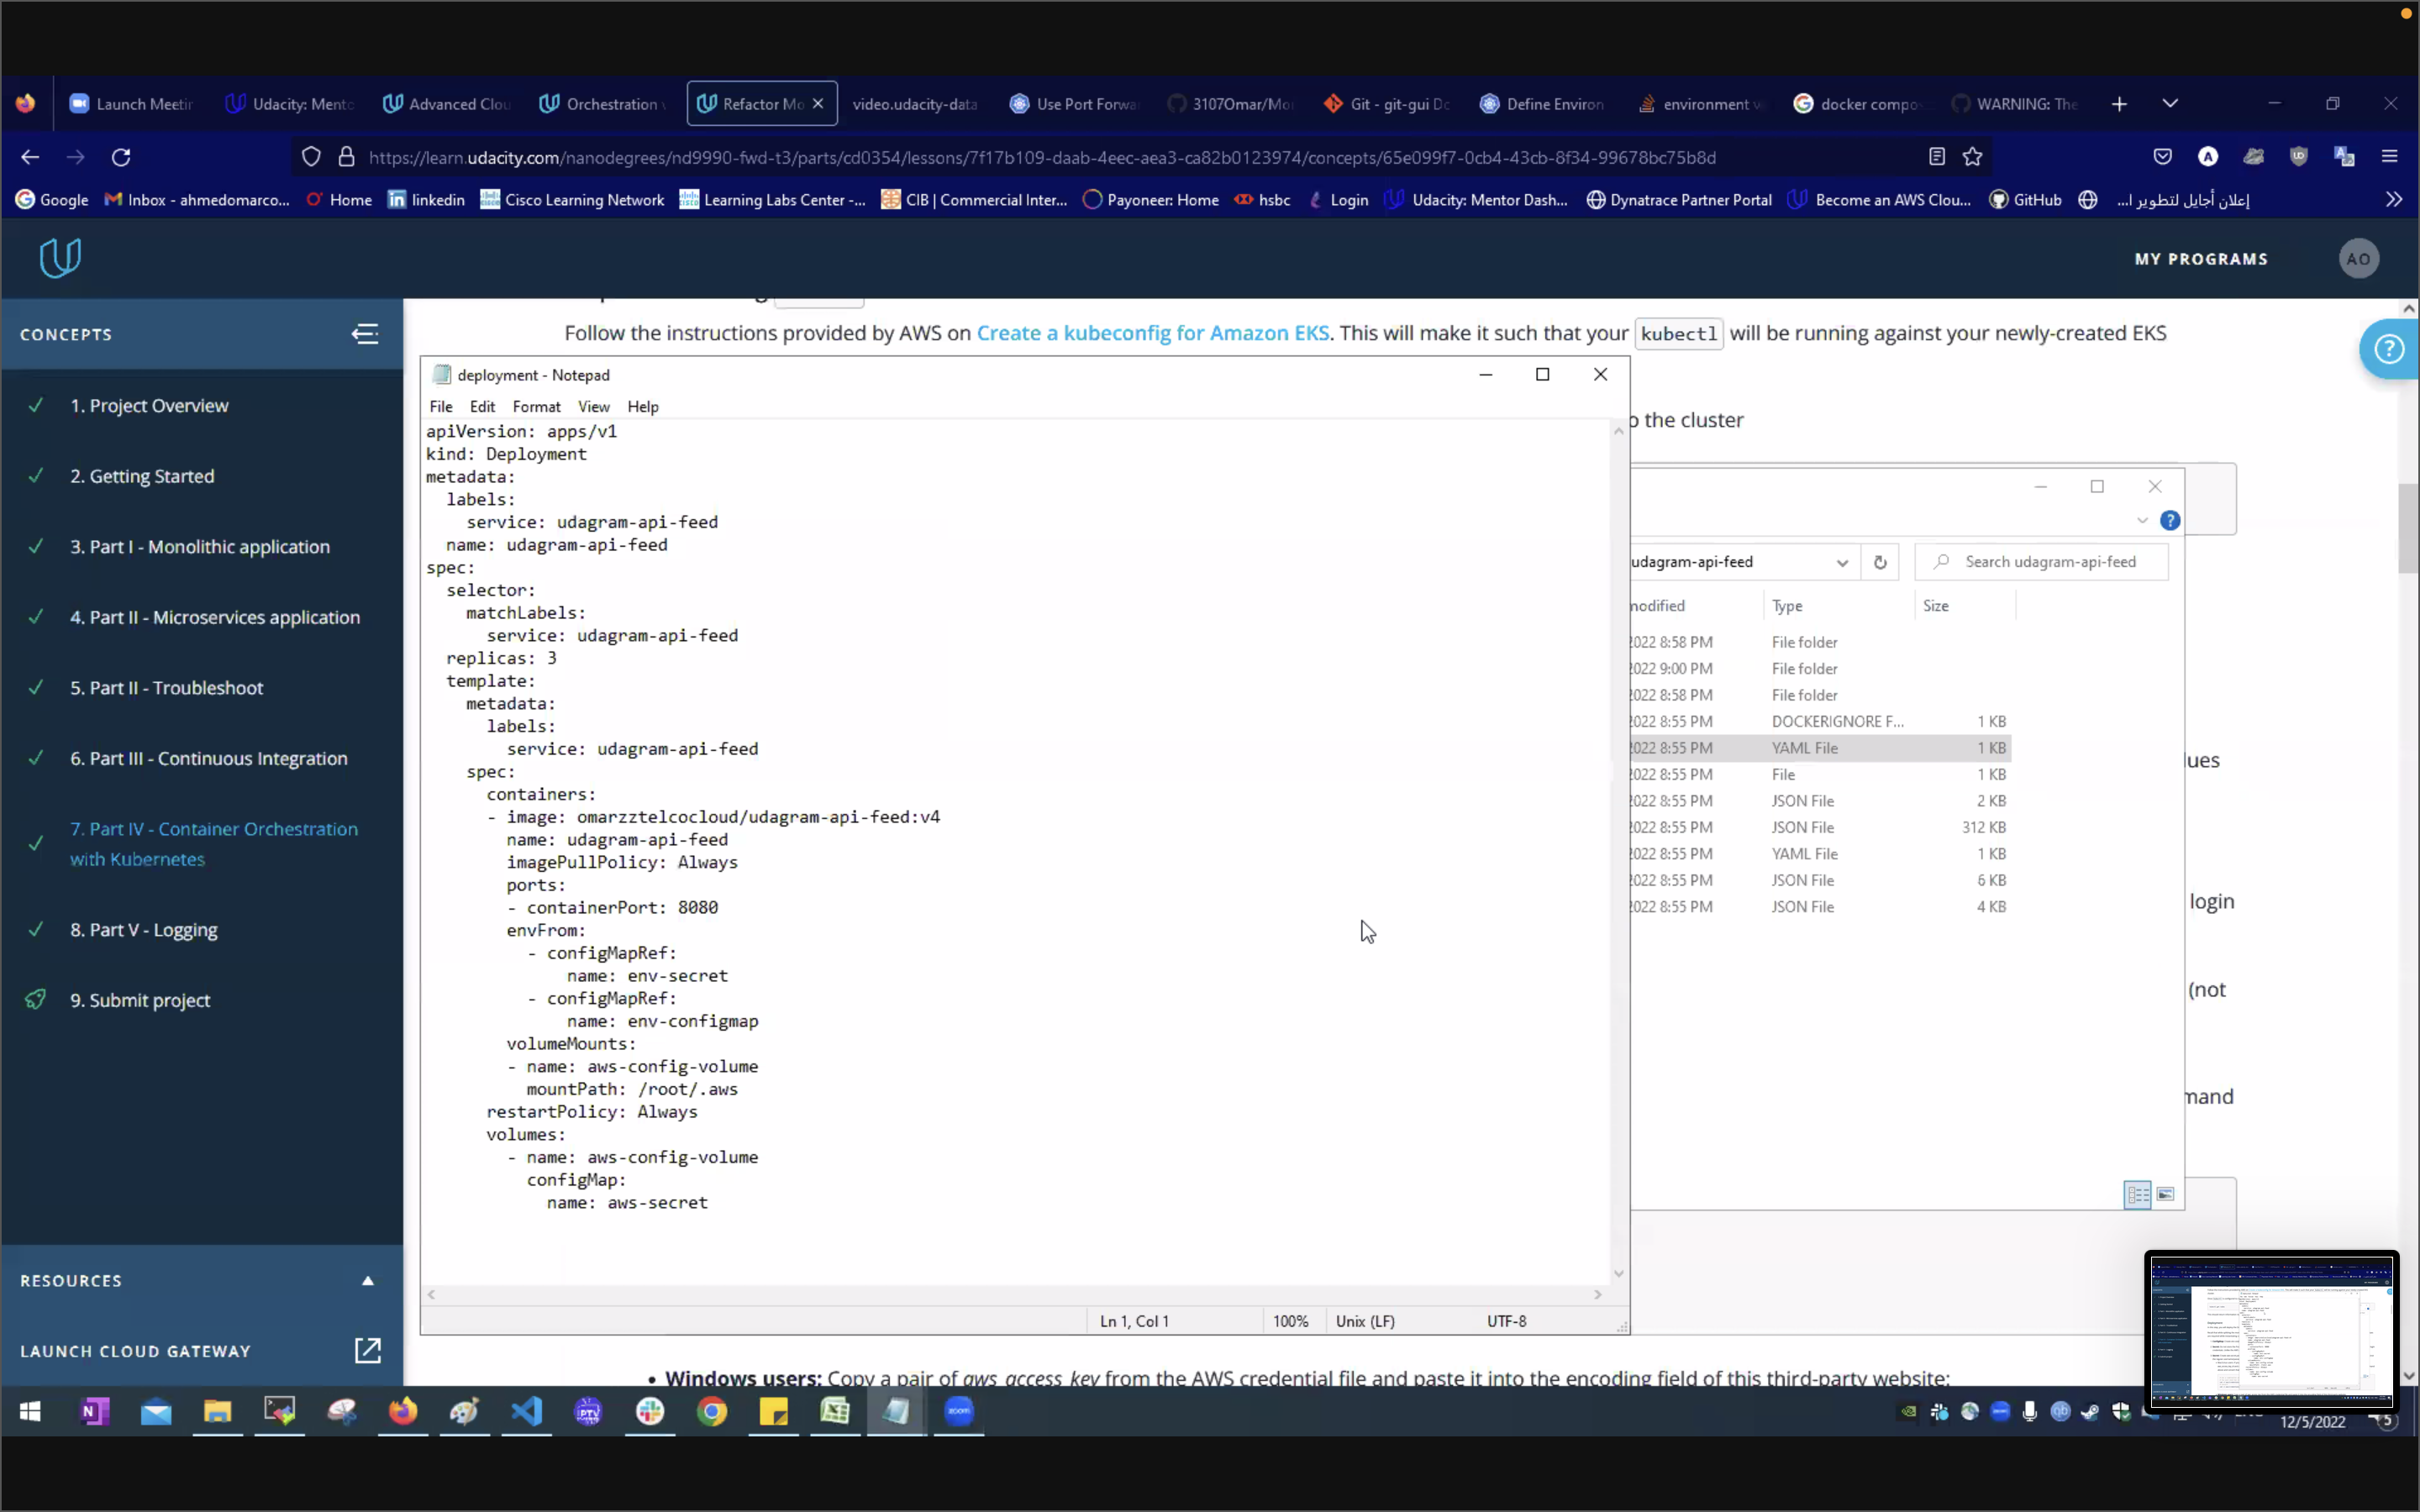 Launch Meetin
Udacity: Mento
Advanced Clou
Orchestration
Refactor Mo
video.udacity-data
Use Port Forwa
3107Omar/Mo
Git - git-gui Do
Define Environ
environment v
docker compo
WARNING: The
https://learn.udacity.com/nanodegrees/nd9990-fwd-t3/parts/cd0354/lessons/7f17b109-daab-4eec-aea3-ca82b0123974/concepts/65e099f7-0cb4-43cb-8f34-99678bc75b8d
Google
Inbox - ahmedomarco...
Home
linkedin
Cisco Learning Network
Learning Labs Center -...
CIB | Commercial Inter...
Payoneer: Home
hsbc
Login
Udacity: Mentor Dash...
Dynatrace Partner Portal
Become an AWS Clou...
GitHub
إعلان أجايل لتطوير ا...
MY PROGRAMS
AO
CONCEPTS
1. Project Overview
2. Getting Started
3. Part I - Monolithic application
4. Part II - Microservices application
5. Part II - Troubleshoot
6. Part III - Continuous Integration
7. Part IV - Container Orchestration
with Kubernetes
8. Part V - Logging
9. Submit project
RESOURCES
LAUNCH CLOUD GATEWAY
Follow the instructions provided by AWS on Create a kubeconfig for Amazon EKS. This will make it such that your kubectl will be running against your newly-created EKS
o the cluster
deployment - Notepad
File Edit Format View Help
apiVersion: apps/v1
kind: Deployment
metadata:
  labels:
    service: udagram-api-feed
  name: udagram-api-feed
spec:
  selector:
    matchLabels:
      service: udagram-api-feed
  replicas: 3
  template:
    metadata:
      labels:
        service: udagram-api-feed
    spec:
      containers:
      - image: omarzztelcocloud/udagram-api-feed:v4
        name: udagram-api-feed
        imagePullPolicy: Always
        ports:
        - containerPort: 8080
        envFrom:
          - configMapRef:
              name: env-secret
          - configMapRef:
              name: env-configmap
        volumeMounts:
        - name: aws-config-volume
          mountPath: /root/.aws
      restartPolicy: Always
      volumes:
        - name: aws-config-volume
          configMap:
            name: aws-secret
Ln 1, Col 1
100%
Unix (LF)
UTF-8
udagram-api-feed
Search udagram-api-feed
modified Type Size
2022 8:58 PM File folder
2022 9:00 PM File folder
2022 8:58 PM File folder
2022 8:55 PM DOCKERIGNORE F... 1 KB
2022 8:55 PM YAML File 1 KB
2022 8:55 PM File 1 KB
2022 8:55 PM JSON File 2 KB
2022 8:55 PM JSON File 312 KB
2022 8:55 PM YAML File 1 KB
2022 8:55 PM JSON File 6 KB
2022 8:55 PM JSON File 4 KB
lues
login
(not
mand
• Windows users: Copy a pair of aws_access_key from the AWS credential file and paste it into the encoding field of this third-party website:
IPTV
zoom
12/5/2022
5